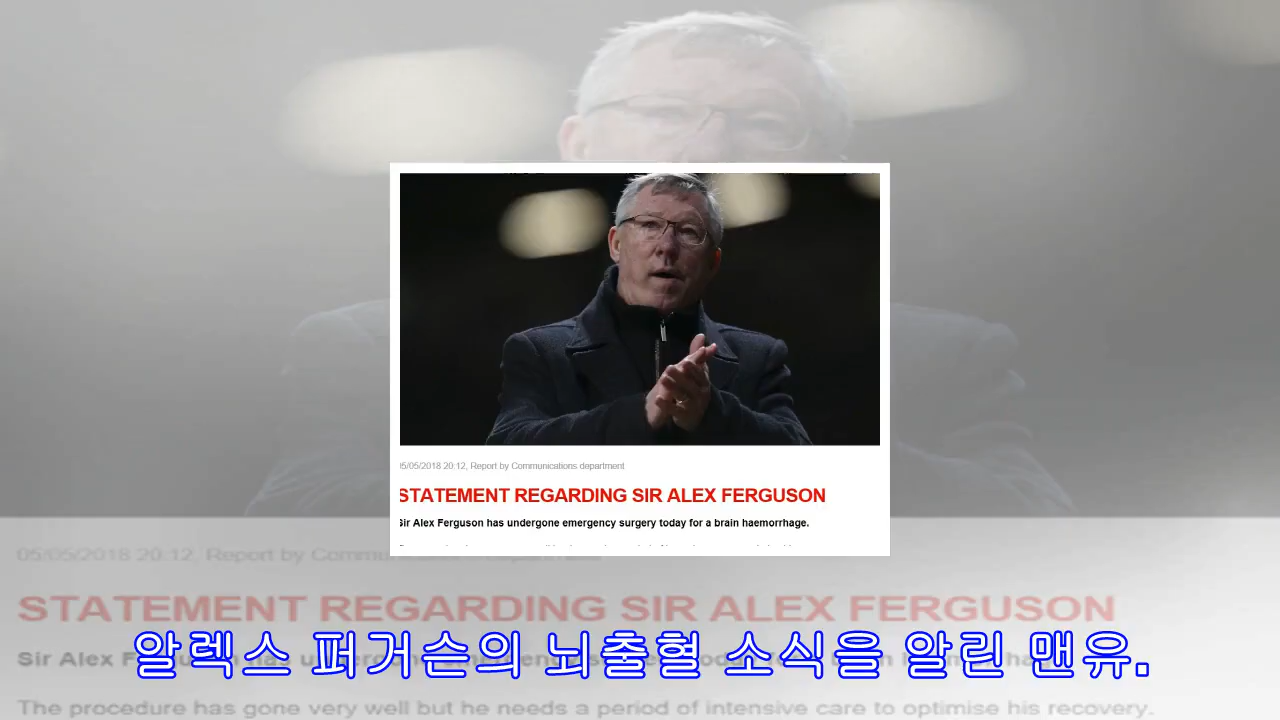 05/05/2018 20:12, Report by Communications department
STATEMENT REGARDING SIR ALEX FERGUSON
Sir Alex Ferguson has undergone emergency surgery today for a brain haemorrhage.
05/05/2018 20:12, Report by
STATEMENT REGARDING SIR ALEX FERGUSON
알렉스 퍼거슨의 뇌출혈 소식을 알린 맨유.
The procedure has gone very well but he needs a period of intensive care to optimise his recovery.